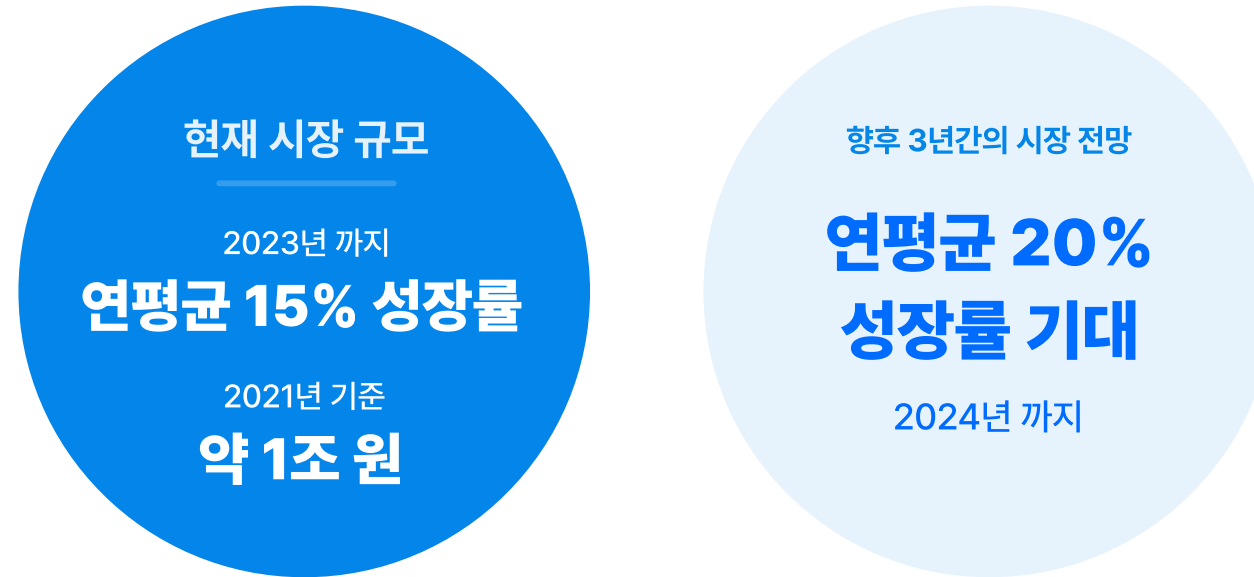 현재 시장 규모
2023년 까지
연평균 15% 성장률
2021년 기준
약 1조 원
향후 3년간의 시장 전망
연평균 20%
성장률 기대
2024년 까지